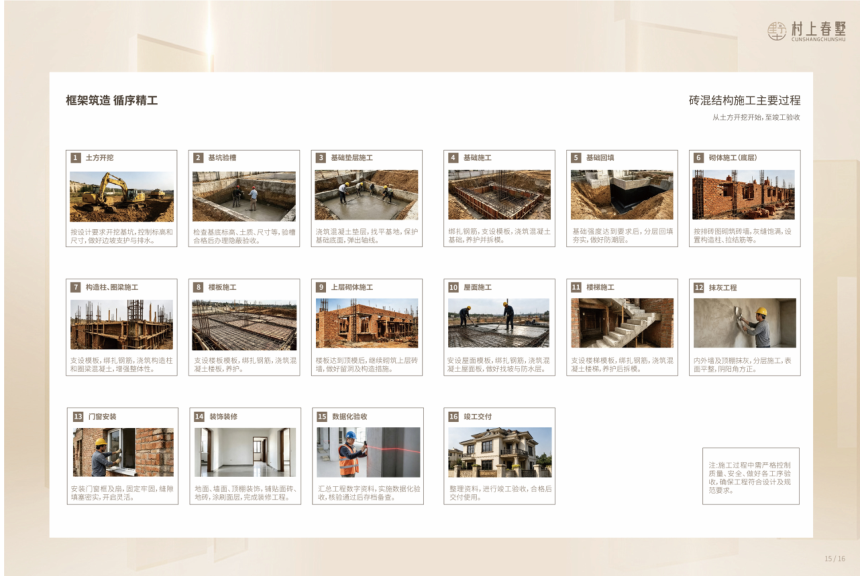 村上春墅
CUNSHANGCHUNSHU
框架筑造 循序精工
砖混结构施工主要过程
从土方开挖开始，至竣工验收
1 土方开挖
按设计要求开挖基坑，控制标高和
尺寸，做好边坡支护与排水。
2 基坑验槽
检查基底标高、土质、尺寸等，验槽
合格后办理隐蔽验收。
3 基础垫层施工
浇筑混凝土垫层，找平基地，保护
基础底面，弹出轴线。
4 基础施工
绑扎钢筋，支设模板，浇筑混凝土
基础，养护并拆模。
5 基础回填
基础强度达到要求后，分层回填
夯实，做好防潮层。
6 砌体施工（底层）
按排砖图砌筑砖墙，灰缝饱满，设
置构造柱、拉结筋等。
7 构造柱、圈梁施工
支设模板，绑扎钢筋，浇筑构造柱
和圈梁混凝土，增强整体性。
8 楼板施工
支设楼板模板，绑扎钢筋，浇筑混
凝土楼板，养护。
9 上层砌体施工
楼板达到顶模后，继续砌筑上层砖
墙，做好留洞及构造措施。
10 屋面施工
安设屋面模板，绑扎钢筋，浇筑混
凝土屋面板，做好找坡与防水层。
11 楼梯施工
支设楼梯模板，绑扎钢筋，浇筑混
凝土楼梯，养护后拆模。
12 抹灰工程
内外墙及顶棚抹灰，分层施工，表
面平整，阴阳角方正。
13 门窗安装
安装门窗框及扇，固定牢固，缝隙
填塞密实，开启灵活。
14 装饰装修
地面、墙面、顶棚装饰，铺贴面砖、
地砖，涂刷面层，完成装修工程。
15 数据化验收
汇总工程数字资料，实施数据化验
收，核验通过后存档备查。
16 竣工交付
整理资料，进行竣工验收，合格后
交付使用。
注：施工过程中需严格控制
质量、安全、做好各工序验
收，确保工程符合设计及规
范要求。
15 / 16